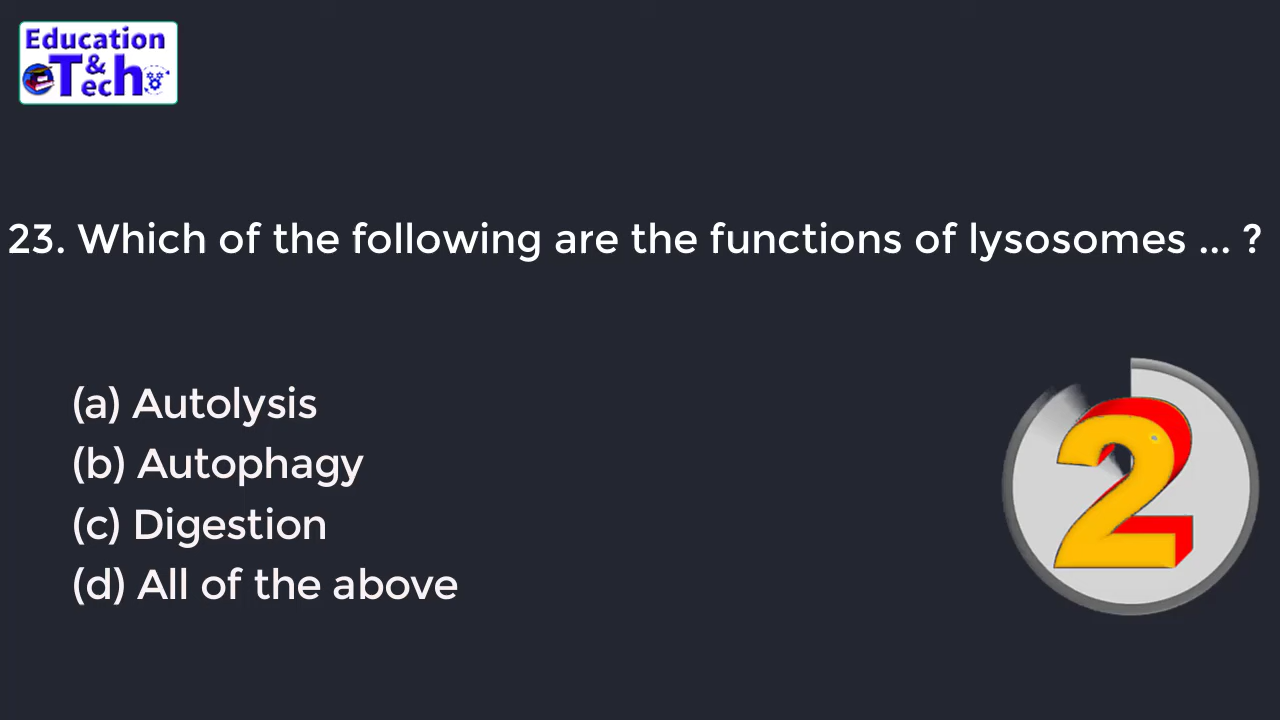 Education
&
Tech
23. Which of the following are the functions of lysosomes ... ?
(a) Autolysis
(b) Autophagy
(c) Digestion
(d) All of the above
2